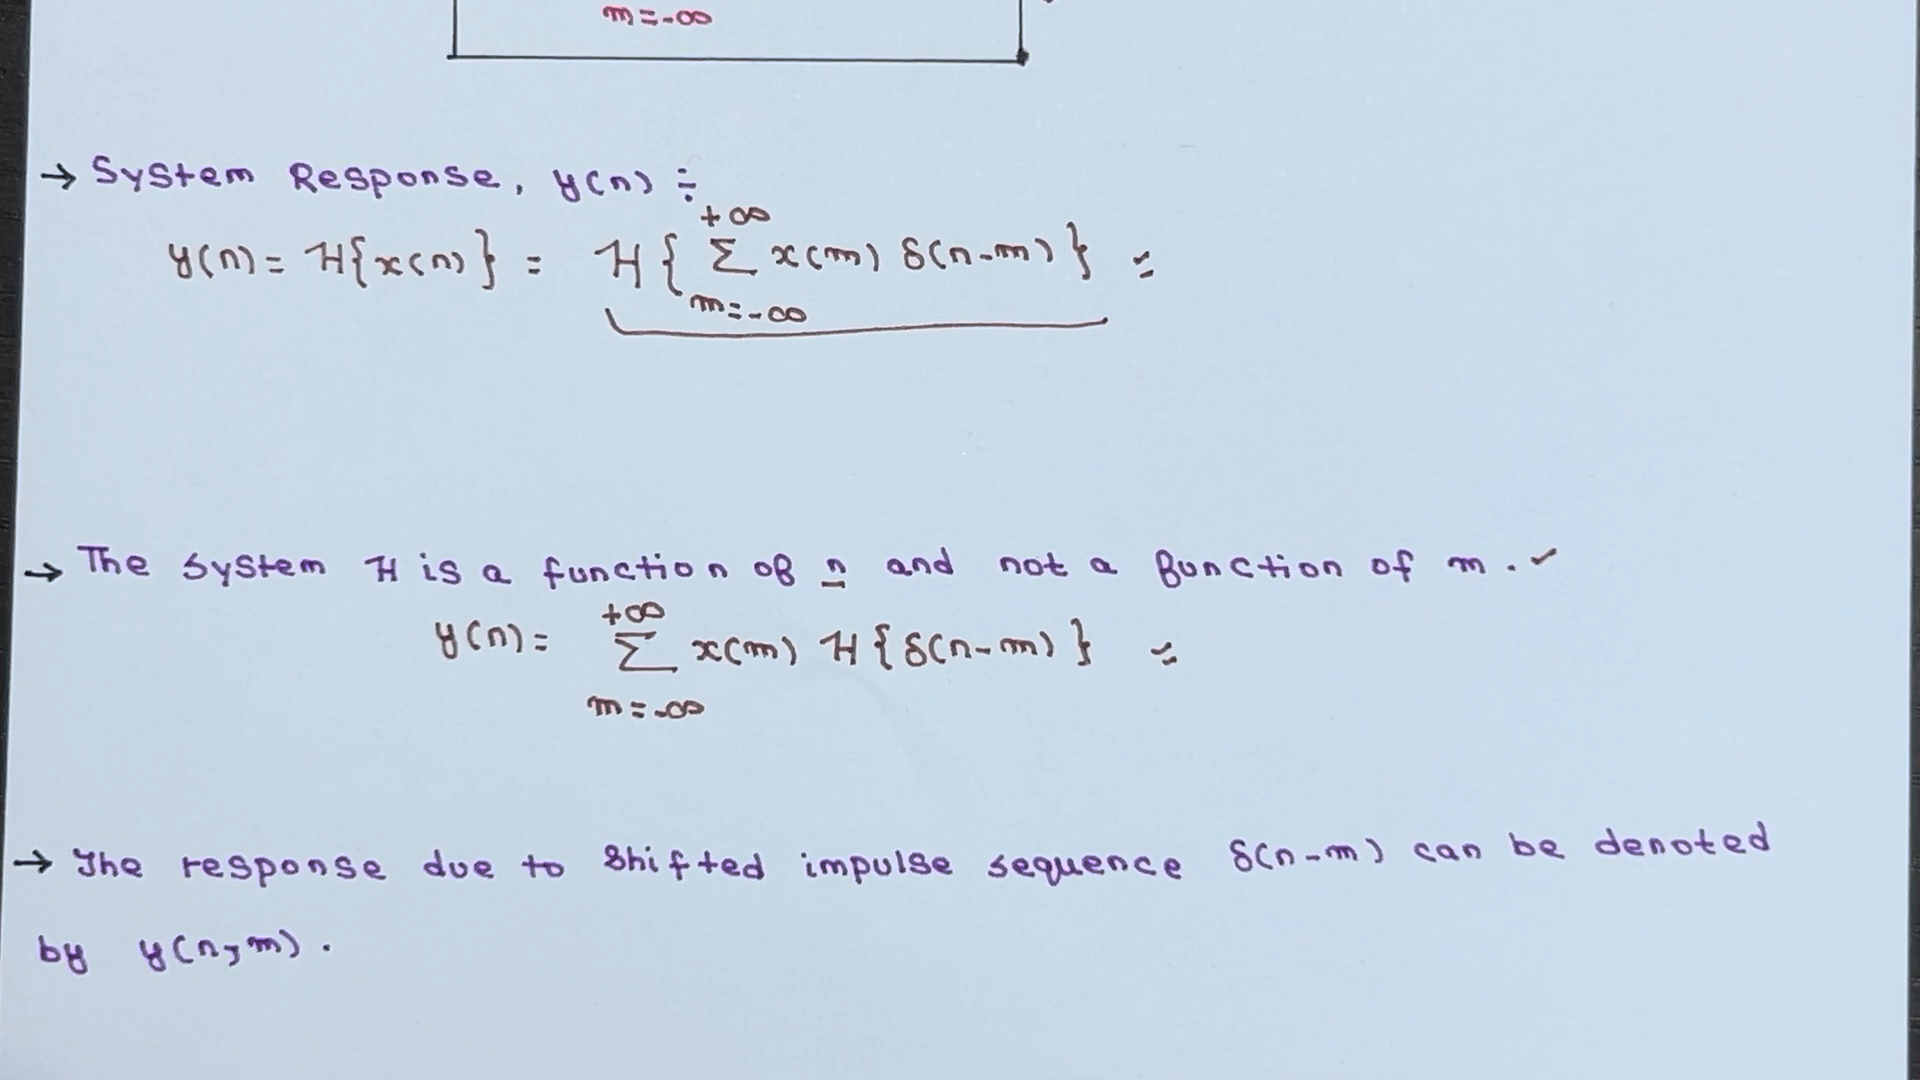 m=-∞
→ System Response, y(n) ÷
y(n) = H{x(n)} = H{ +∞ Σ m=-∞ x(m) δ(n-m) } =
→ The system H is a function of n and not a function of m. ✓
y(n) = +∞ Σ m=-∞ x(m) H{δ(n-m)} =
→ The response due to shifted impulse sequence δ(n-m) can be denoted
by y(n,m).